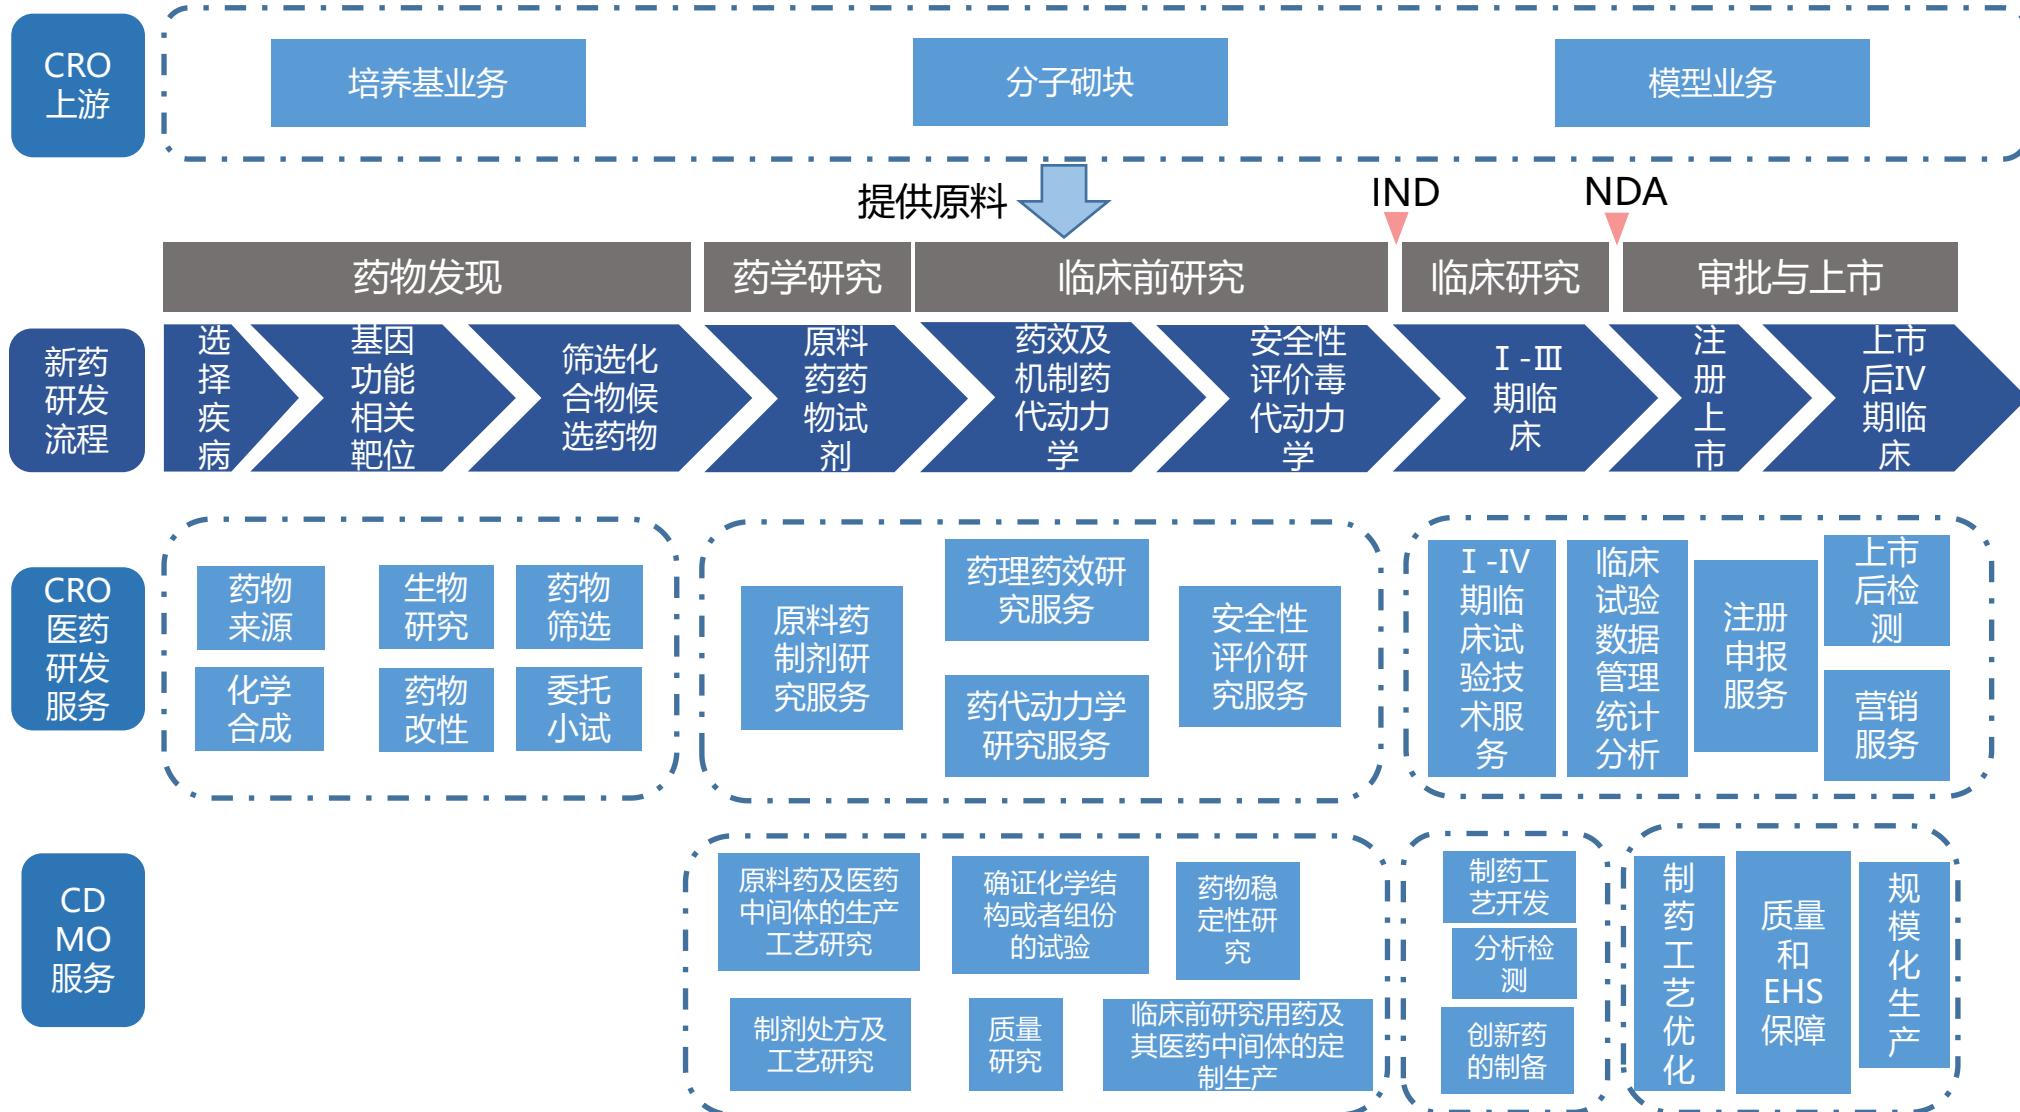 CRO
上游
培养基业务
分子砌块
模型业务
提供原料
IND
NDA
药物发现
药学研究
临床前研究
临床研究
审批与上市
新药
研发
流程
选
择
疾
病
基因
功能
相关
靶位
筛选化
合物候
选药物
原料
药药
物试
剂
药效及
机制药
代动力
学
安全性
评价毒
代动力
学
Ⅰ-Ⅲ
期临
床
注
册
上
市
上市
后IV
期临
床
CRO
医药
研发
服务
药物
来源
生物
研究
药物
筛选
化学
合成
药物
改性
委托
小试
原料药
制剂研
究服务
药理药效研
究服务
药代动力学
研究服务
安全性
评价研
究服务
Ⅰ-IV
期临
床试
验技
术服
务
临床
试验
数据
管理
统计
分析
注册
申报
服务
上市
后检
测
营销
服务
CD
MO
服务
原料药及医药
中间体的生产
工艺研究
确证化学结
构或者组份
的试验
药物稳
定性研
究
制剂处方及
工艺研究
质量
研究
临床前研究用药及
其医药中间体的定
制生产
制药工
艺开发
分析检
测
创新药
的制备
制
药
工
艺
优
化
质量
和
EHS
保障
规
模
化
生
产